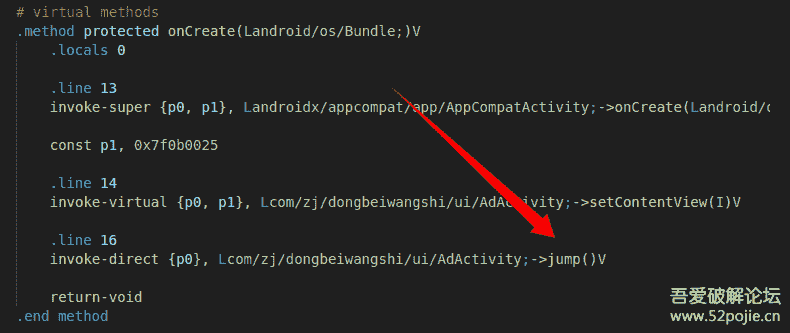 # virtual methods
.method protected onCreate(Landroid/os/Bundle;)V
.locals 0
.line 13
invoke-super {p0, p1}, Landroidx/appcompat/app/AppCompatActivity;->onCreate(Landroid/
const p1, 0x7f0b0025
.line 14
invoke-virtual {p0, p1}, Lcom/zj/dongbeiwangshi/ui/AdActivity;->setContentView(I)V
.line 16
invoke-direct {p0}, Lcom/zj/dongbeiwangshi/ui/AdActivity;->jump()V
return-void
.end method
吾爱破解论坛
www.52pojie.cn